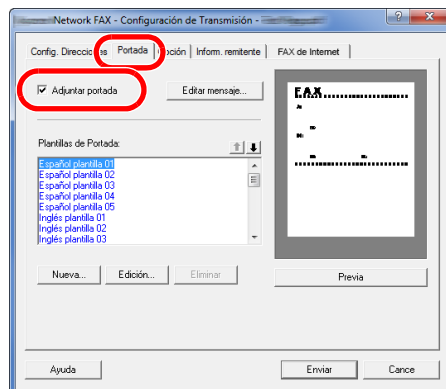 Network FAX - Configuración de Transmisión -
Config. Direcciones Portada Opción Inform. remitente FAX de Internet
Adjuntar portada
Editar mensaje...
FAX
Plantillas de Portada:
Español plantilla 01
Español plantilla 02
Español plantilla 03
Español plantilla 04
Español plantilla 05
Inglés plantilla 01
Inglés plantilla 02
Inglés plantilla 03
Nueva... Edición... Eliminar
Previa
Ayuda Enviar Cance